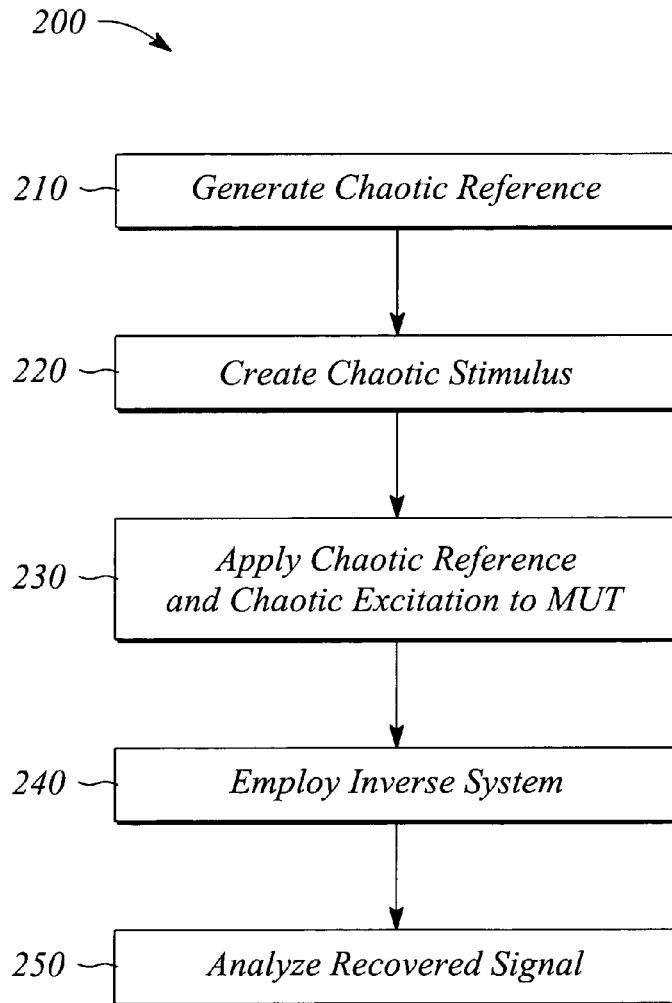 200
210
Generate Chaotic Reference
220
Create Chaotic Stimulus
230
Apply Chaotic Reference
and Chaotic Excitation to MUT
240
Employ Inverse System
250
Analyze Recovered Signal